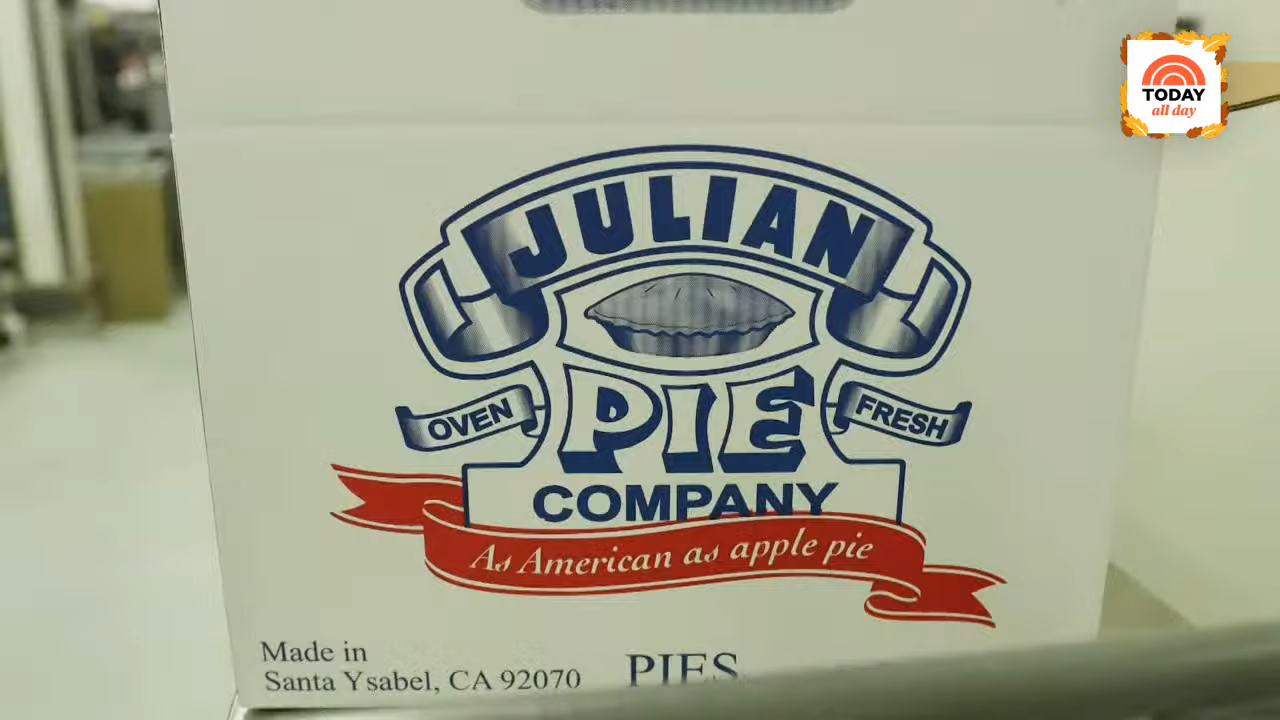 TODAY
all day
JULIAN
PIE
OVEN
FRESH
COMPANY
As American as apple pie
Made in
Santa Ysabel, CA 92070
PIES